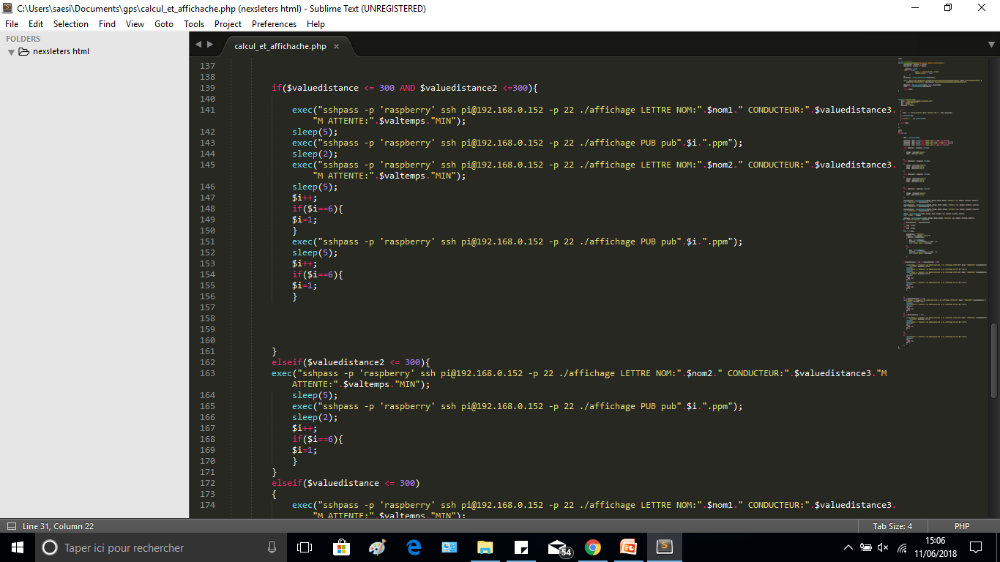 C:\Users\saesi\Documents\gps\calcul_et_affichache.php (nexsleters html) - Sublime Text (UNREGISTERED)
File Edit Selection Find View Goto Tools Project Preferences Help
FOLDERS
nexsleters html
calcul_et_affichache.php ×
137
138
139 if($valuedistance <= 300 AND $valuedistance2 <=300){
140
141 exec("sshpass -p 'raspberry' ssh pi@192.168.0.152 -p 22 ./affichage LETTRE NOM:".$nom1." CONDUCTEUR:".$valuedistance3.
"M ATTENTE:".$valtemps."MIN");
142 sleep(5);
143 exec("sshpass -p 'raspberry' ssh pi@192.168.0.152 -p 22 ./affichage PUB pub".$i.".ppm");
144 sleep(2);
145 exec("sshpass -p 'raspberry' ssh pi@192.168.0.152 -p 22 ./affichage LETTRE NOM:".$nom2." CONDUCTEUR:".$valuedistance3.
"M ATTENTE:".$valtemps."MIN");
146 sleep(5);
147 $i++;
148 if($i==6){
149 $i=1;
150 }
151 exec("sshpass -p 'raspberry' ssh pi@192.168.0.152 -p 22 ./affichage PUB pub".$i.".ppm");
152 sleep(5);
153 $i++;
154 if($i==6){
155 $i=1;
156 }
157
158
159
160
161 }
162 elseif($valuedistance2 <= 300){
163 exec("sshpass -p 'raspberry' ssh pi@192.168.0.152 -p 22 ./affichage LETTRE NOM:".$nom2." CONDUCTEUR:".$valuedistance3."M
ATTENTE:".$valtemps."MIN");
164 sleep(5);
165 exec("sshpass -p 'raspberry' ssh pi@192.168.0.152 -p 22 ./affichage PUB pub".$i.".ppm");
166 sleep(2);
167 $i++;
168 if($i==6){
169 $i=1;
170 }
171 }
172 elseif($valuedistance <= 300)
173 {
174 exec("sshpass -p 'raspberry' ssh pi@192.168.0.152 -p 22 ./affichage LETTRE NOM:".$nom1." CONDUCTEUR:".$valuedistance3.
"M ATTENTE:".$valtemps."MIN");
Line 31, Column 22 Tab Size: 4 PHP
Taper ici pour rechercher
54
15:06
11/06/2018